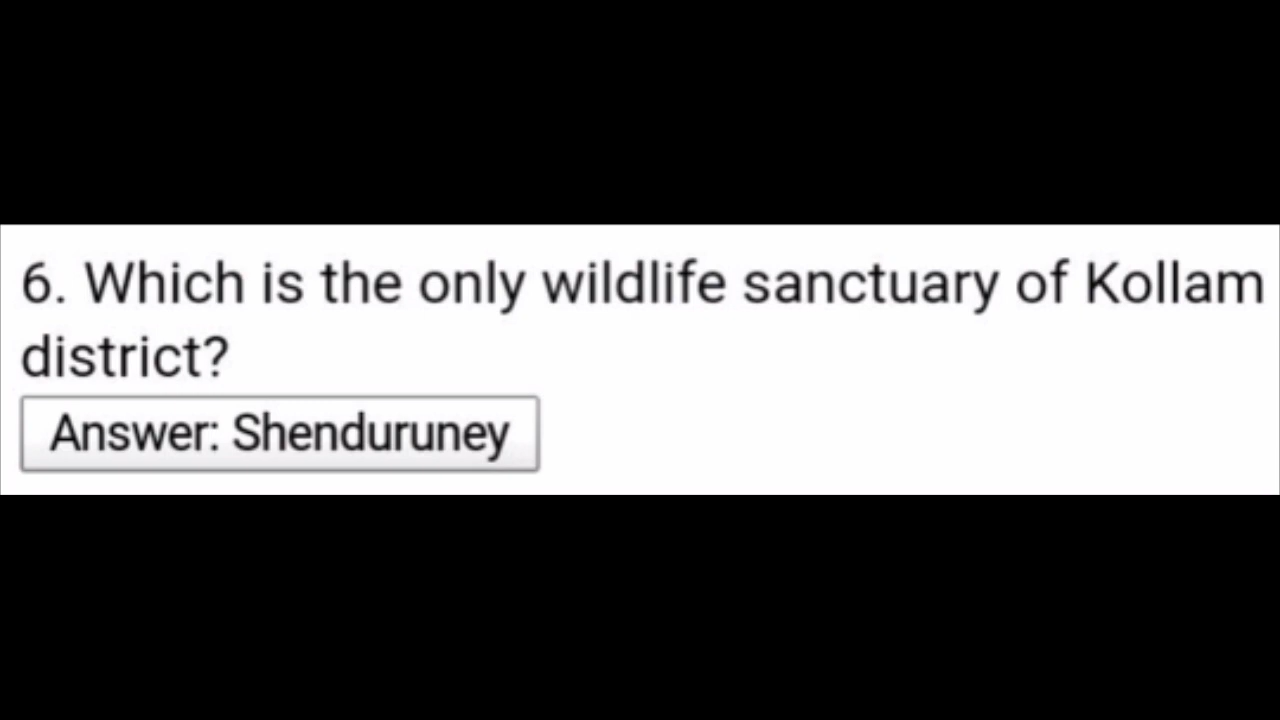 6. Which is the only wildlife sanctuary of Kollam
district?
Answer: Shenduruney